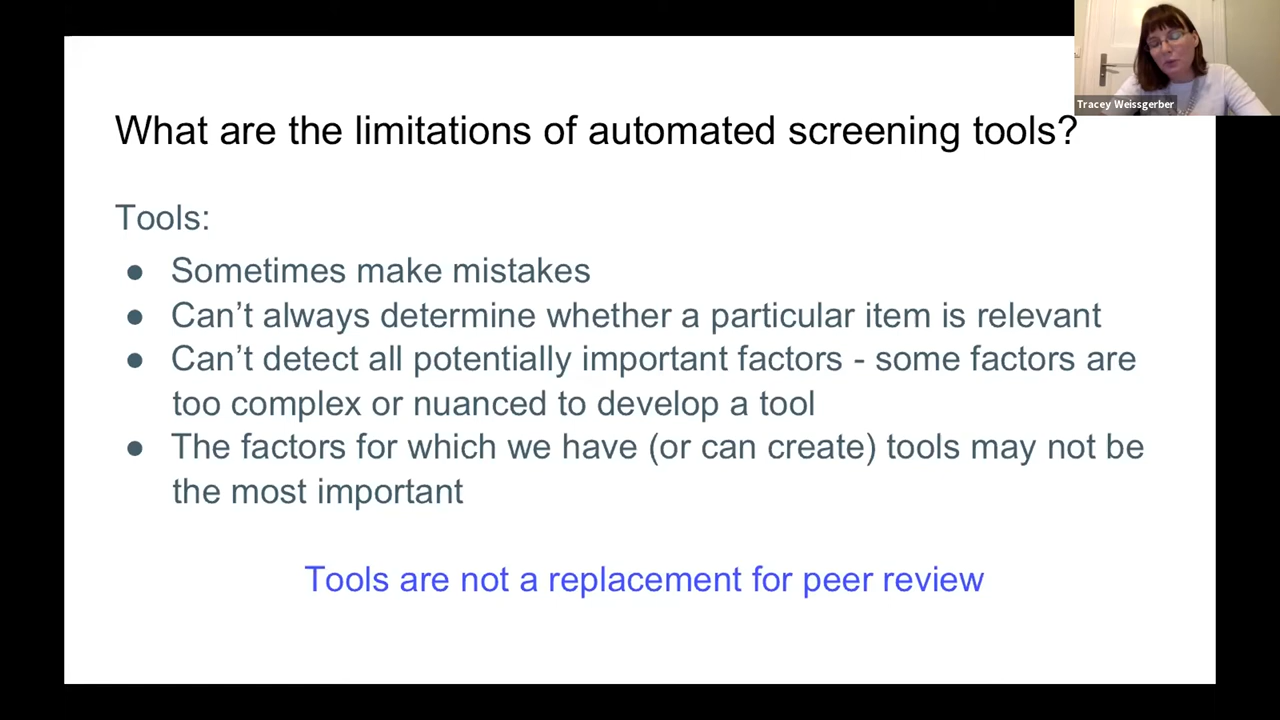 Tracey Weissgerber
What are the limitations of automated screening tools?
Tools:
● Sometimes make mistakes
● Can’t always determine whether a particular item is relevant
● Can’t detect all potentially important factors - some factors are
too complex or nuanced to develop a tool
● The factors for which we have (or can create) tools may not be
the most important
Tools are not a replacement for peer review